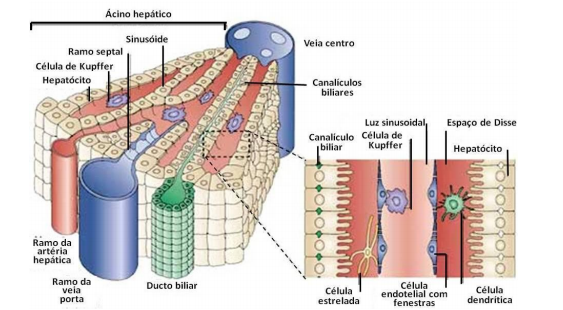 Ácino hepático
Sinusóide
Veia centro
Ramo septal
Célula de Kupffer
Hepatócito
Canalículos
biliares
Luz sinusoidal
Espaço de Disse
Canalículo
biliar
Célula de
Kupffer
Hepatócito
Ramo da
artéria
hepática
Ramo da
veia
porta
Ducto biliar
Célula
estrelada
Célula
endotelial com
fenestras
Célula
dendrítica